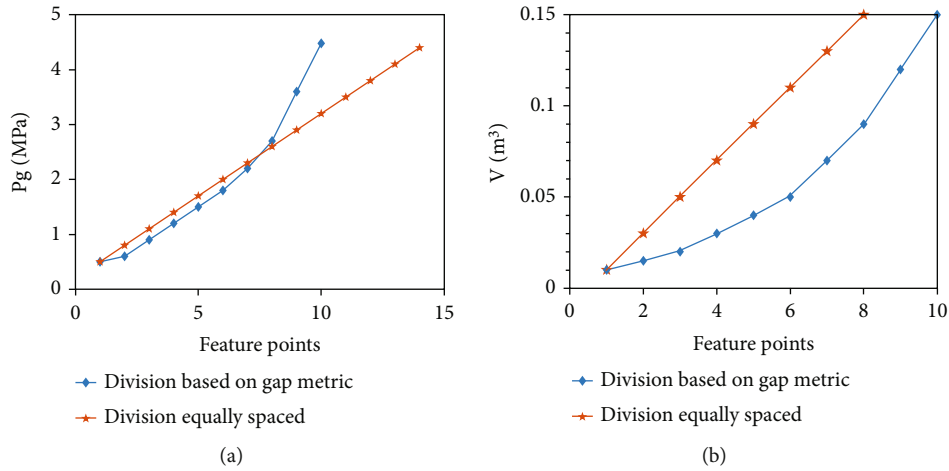 5
4
3
2
1
0
Pg (MPa)
0
5
10
15
Feature points
Division based on gap metric
Division equally spaced
(a)
0.15
0.1
0.05
0
V (m³)
0
2
4
6
8
10
Feature points
Division based on gap metric
Division equally spaced
(b)